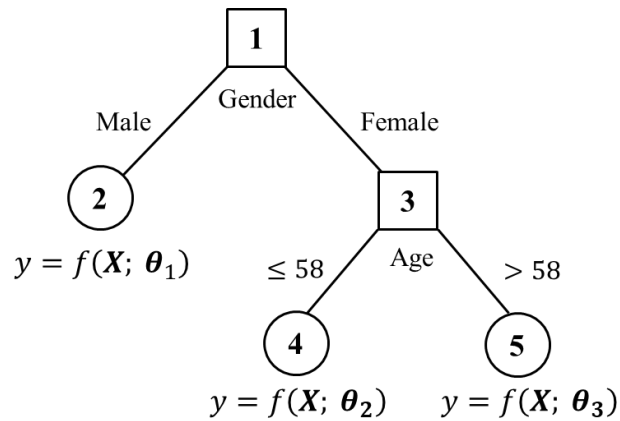 1
Gender
Male
Female
2
3
y = f(X; θ₁)
Age
≤ 58
> 58
4
5
y = f(X; θ₂)
y = f(X; θ₃)